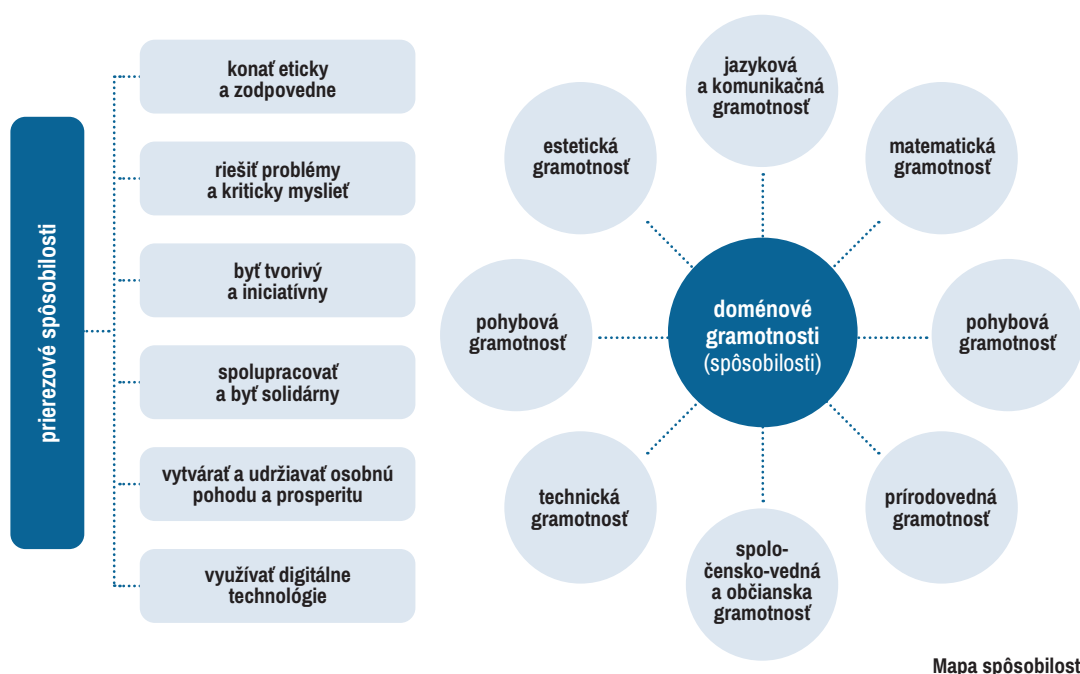 prierezové spôsobilosti
konať eticky
a zodpovedne
riešiť problémy
a kriticky myslieť
byť tvorivý
a iniciatívny
spolupracovať
a byť solidárny
vytvárať a udržiavať osobnú
pohodu a prosperitu
využívať digitálne
technológie
jazyková
a komunikačná
gramotnosť
estetická
gramotnosť
matematická
gramotnosť
pohybová
gramotnosť
doménové
gramotnosti
(spôsobilosti)
pohybová
gramotnosť
technická
gramotnosť
prírodovedná
gramotnosť
spolo-
čensko-vedná
a občianska
gramotnosť
Mapa spôsobilost